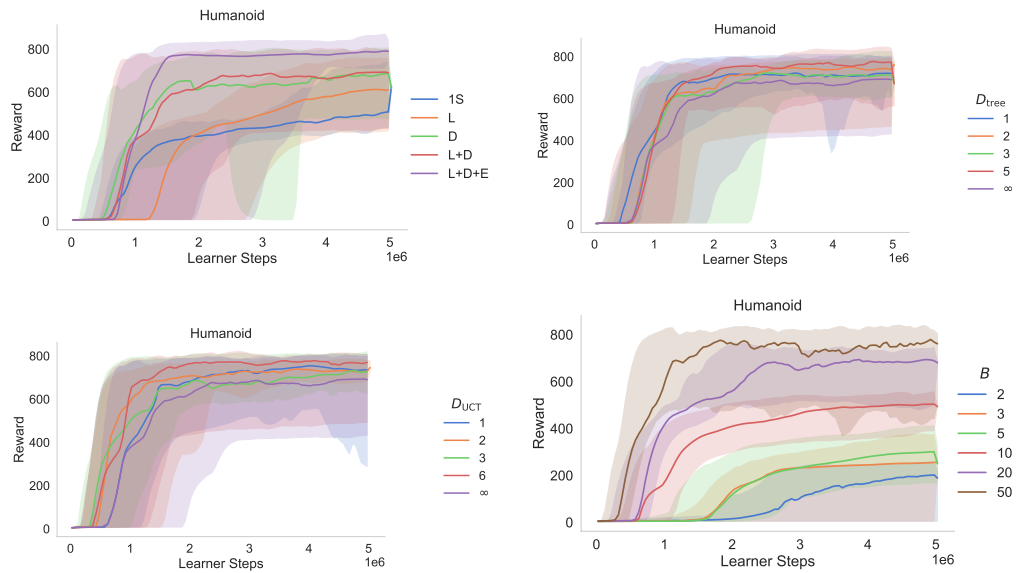 Humanoid
800
600
400
200
0
Reward
0 1 2 3 4 5
1e6
Learner Steps
1S
L
D
L+D
L+D+E
Humanoid
800
600
400
200
0
Reward
0 1 2 3 4 5
1e6
Learner Steps
D_tree
1
2
3
5
∞
Humanoid
800
600
400
200
0
Reward
0 1 2 3 4 5
1e6
Learner Steps
D_UCT
1
2
3
6
∞
Humanoid
800
600
400
200
0
Reward
0 1 2 3 4 5
1e6
Learner Steps
B
2
3
5
10
20
50